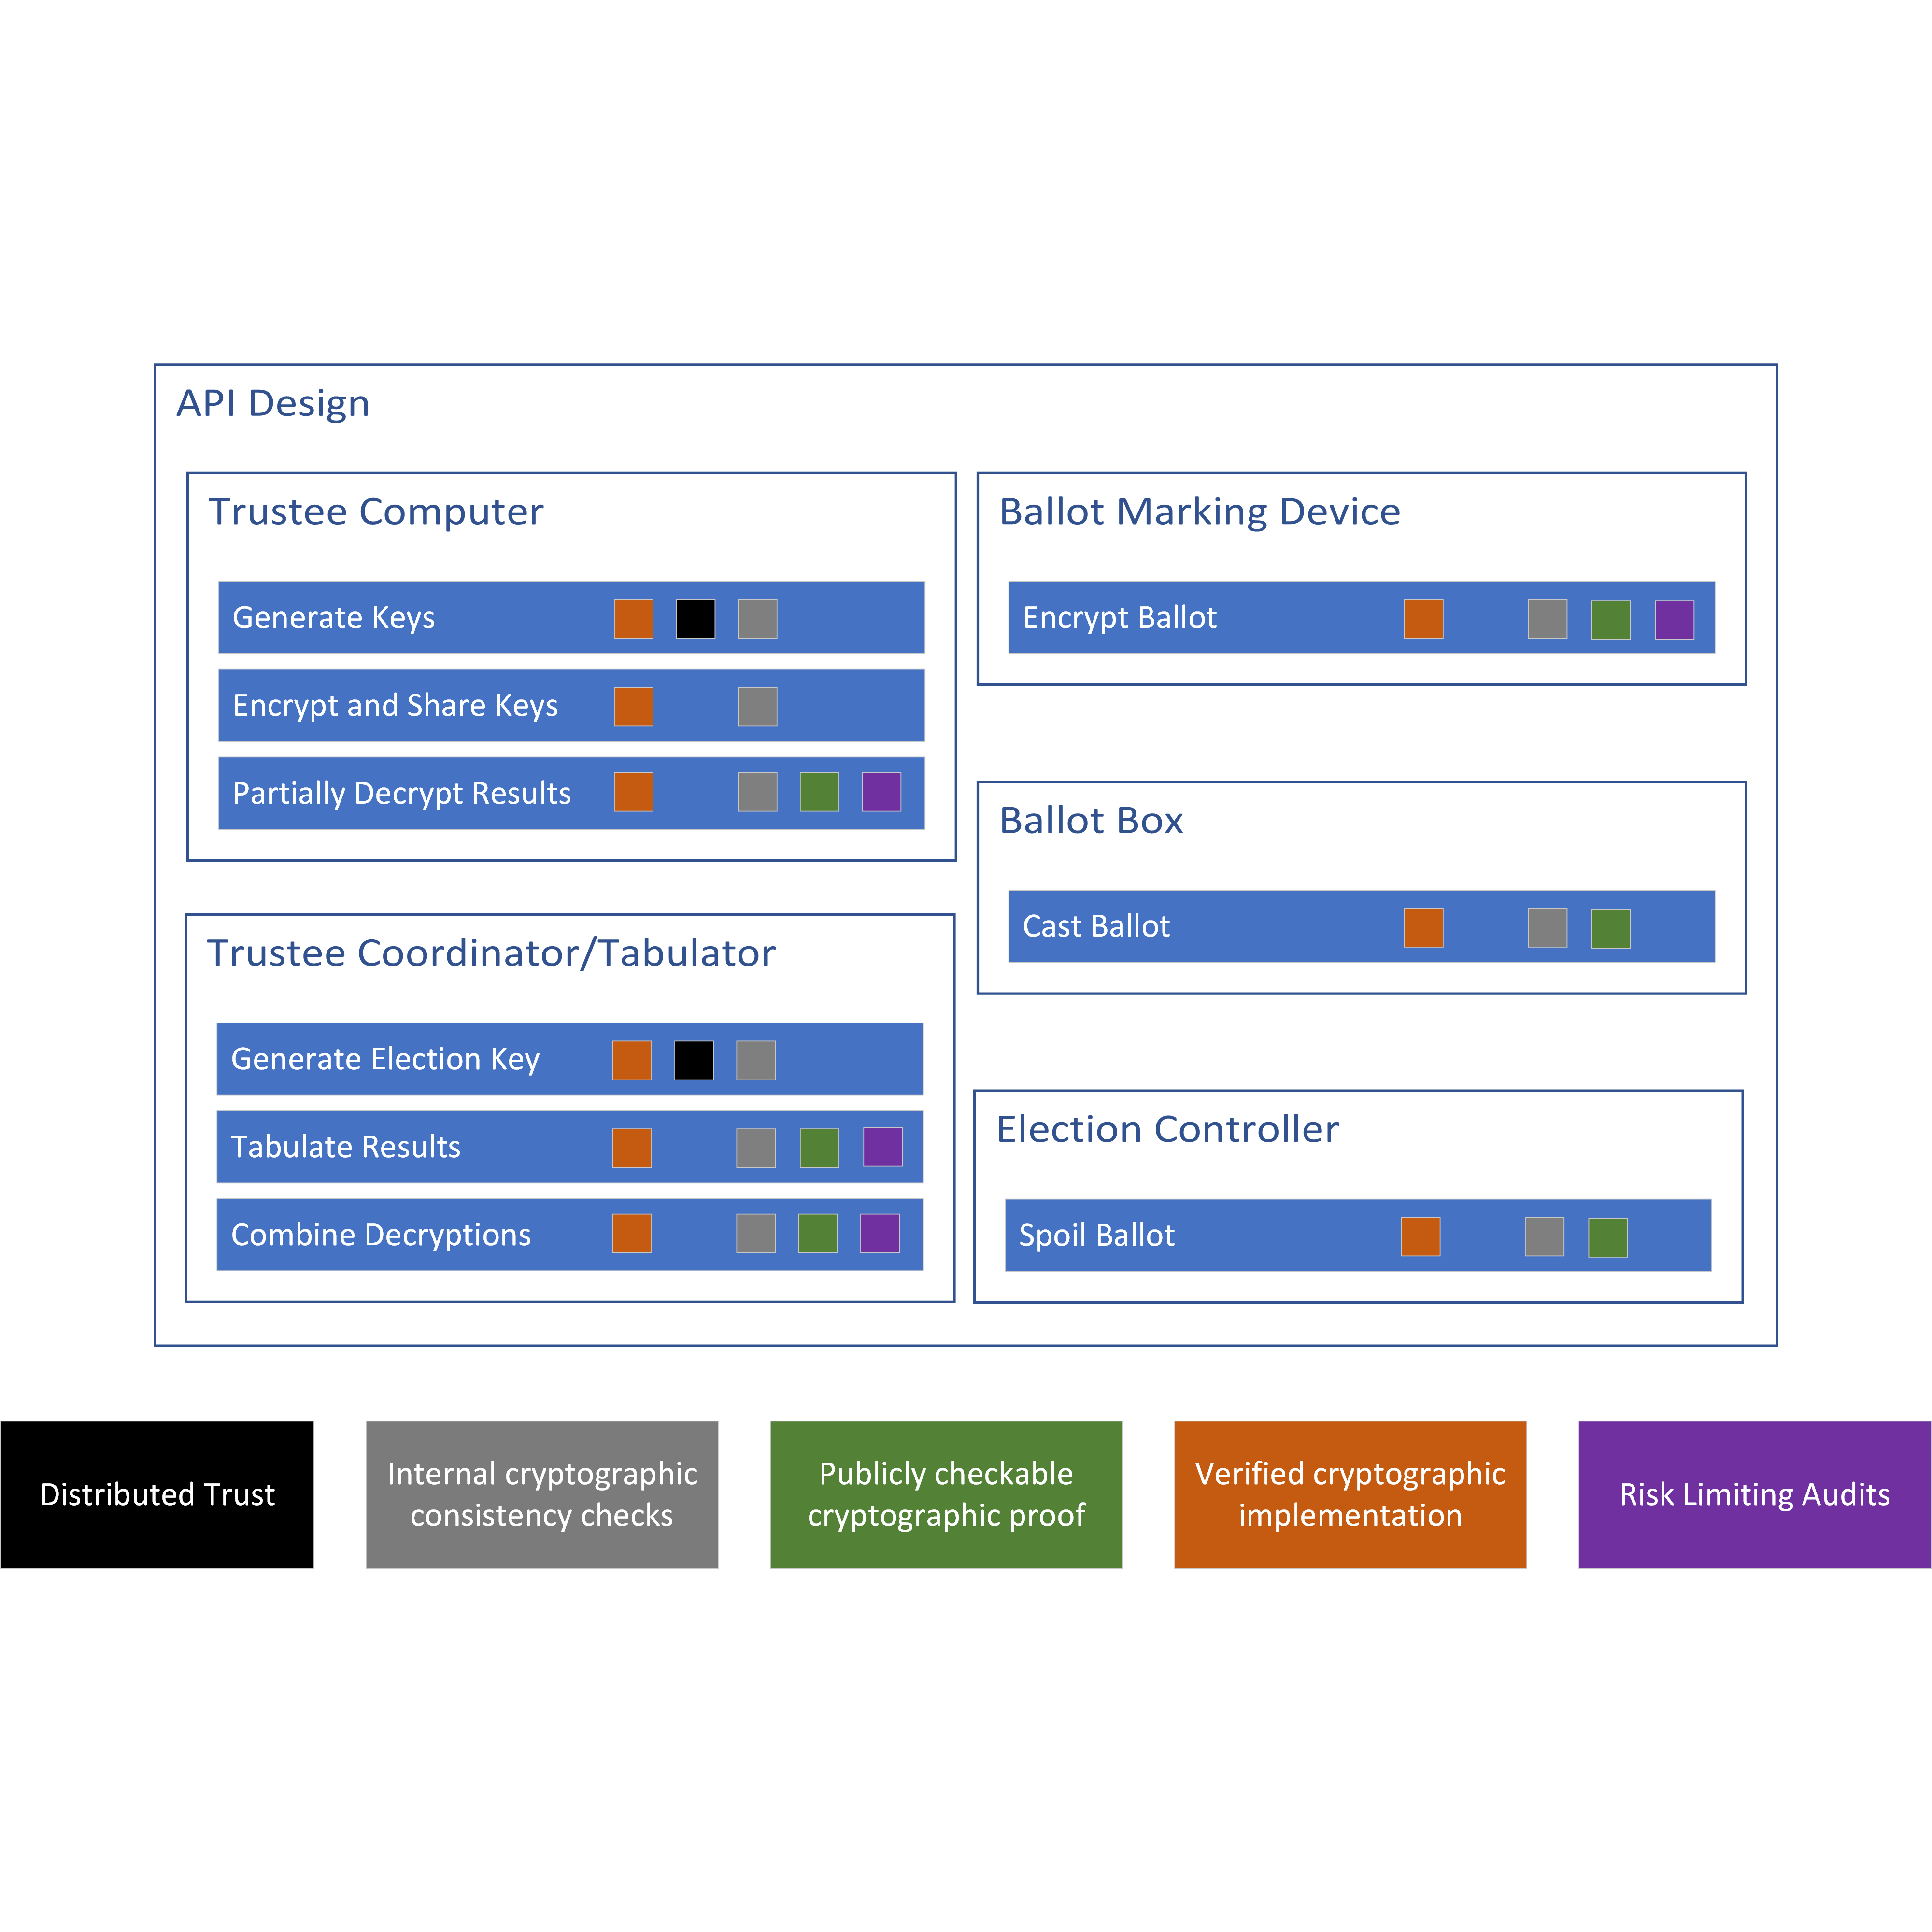 API Design
Trustee Computer
Generate Keys
Encrypt and Share Keys
Partially Decrypt Results
Trustee Coordinator/Tabulator
Generate Election Key
Tabulate Results
Combine Decryptions
Ballot Marking Device
Encrypt Ballot
Ballot Box
Cast Ballot
Election Controller
Spoil Ballot
Distributed Trust
Internal cryptographic
consistency checks
Publicly checkable
cryptographic proof
Verified cryptographic
implementation
Risk Limiting Audits